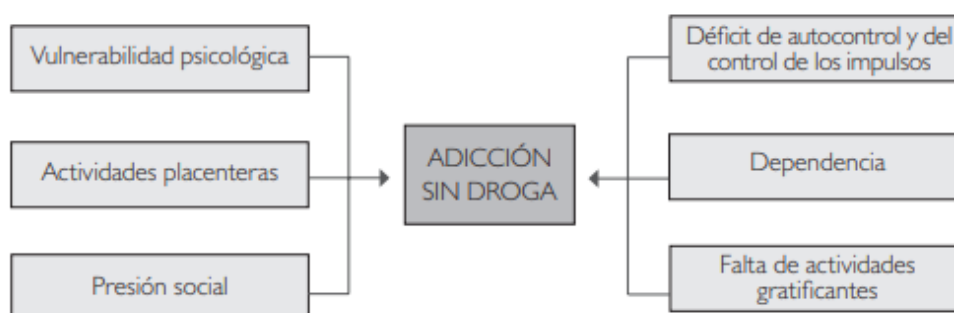 Vulnerabilidad psicológica
Actividades placenteras
Presión social
ADICCIÓN
SIN DROGA
Déficit de autocontrol y del
control de los impulsos
Dependencia
Falta de actividades
gratificantes